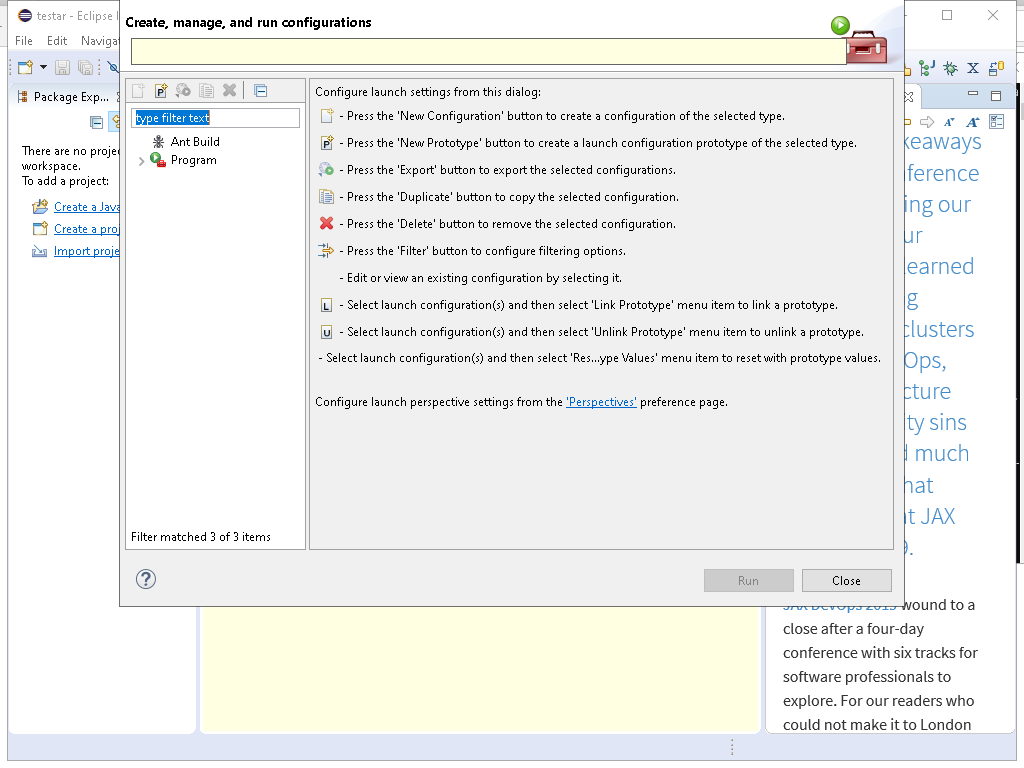 testar - Eclipse
Create, manage, and run configurations
File Edit
Package Exp...
type filter text
Ant Build
Program
Filter matched 3 of 3 items
There are no
workspace.
To add a project:
Create a Java
Create a
Import
Configure launch settings from this dialog:
- Press the 'New Configuration' button to create a configuration of the selected type.
- Press the 'New Prototype' button to create a launch configuration prototype of the selected type.
- Press the 'Export' button to export the selected configurations.
- Press the 'Duplicate' button to copy the selected configuration.
- Press the 'Delete' button to remove the selected configuration.
- Press the 'Filter' button to configure filtering options.
- Edit or view an existing configuration by selecting it.
- Select launch configuration(s) and then select 'Link Prototype' menu item to link a prototype.
- Select launch configuration(s) and then select 'Unlink Prototype' menu item to unlink a prototype.
- Select launch configuration(s) and then select 'Res...ype Values' menu item to reset with prototype values.
Configure launch perspective settings from the 'Perspectives' preference page.
Run Close
keaways
ference
ing our
ur
learned
g
clusters
Ops,
cture
ity sins
d much
hat
at JAX
9.
wound to a
close after a four-day
conference with six tracks for
software professionals to
explore. For our readers who
could not make it to London